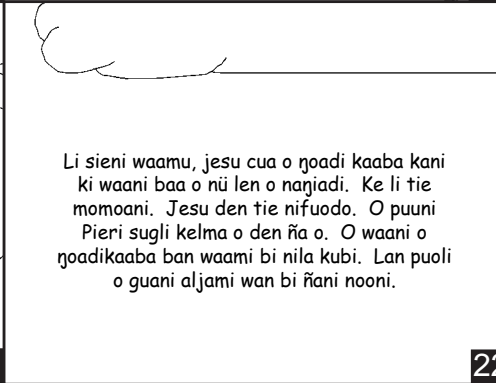 Li sieni waamu, jesu cua o ŋoadi kaaba kani
ki waani baa o nü len o naŋiadi. Ke li tie
momoani. Jesu den tie nifuodo. O puuni
Pieri sugli kelma o den ña o. O waani o
ŋoadikaaba ban waami bi nila kubi. Lan puoli
o guani aljami wan bi ñani nooni.